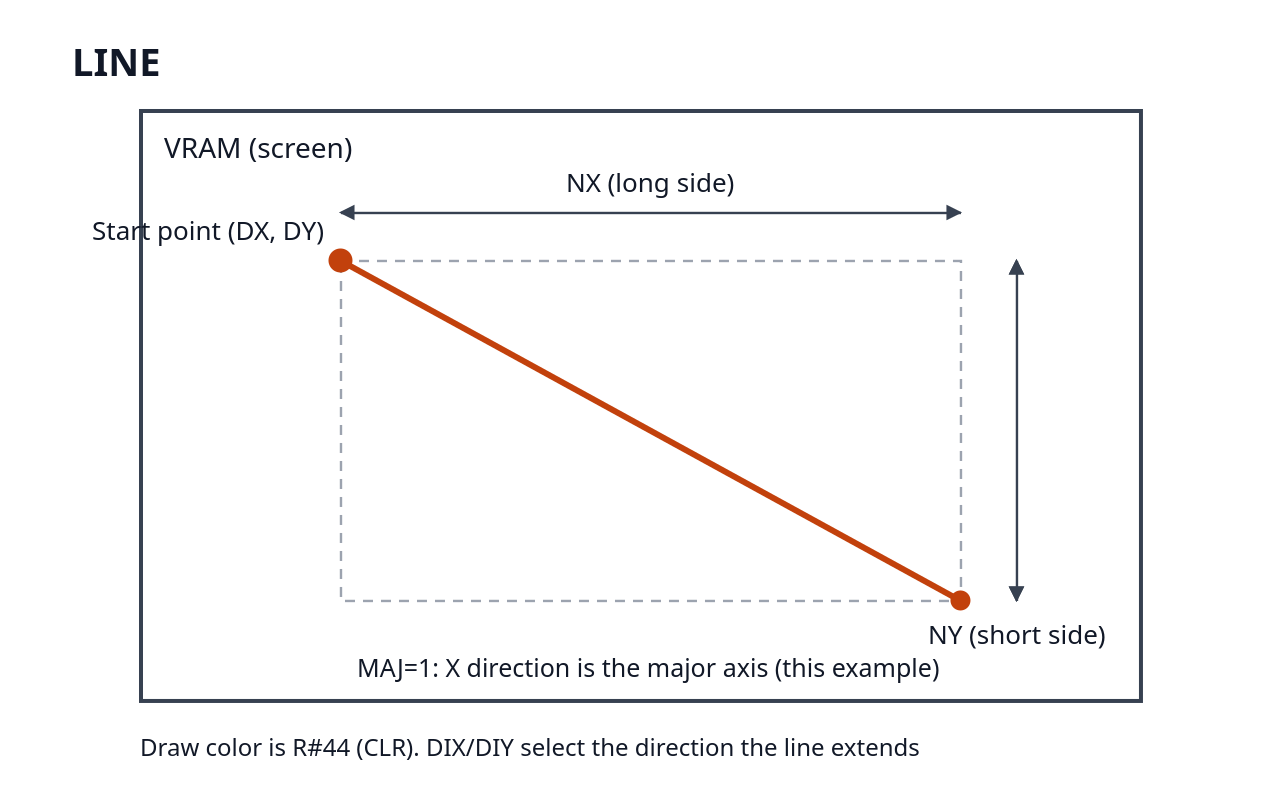 LINE
VRAM (screen)
NX (long side)
Start point (DX, DY)
NY (short side)
MAJ=1: X direction is the major axis (this example)
Draw color is R#44 (CLR). DIX/DIY select the direction the line extends